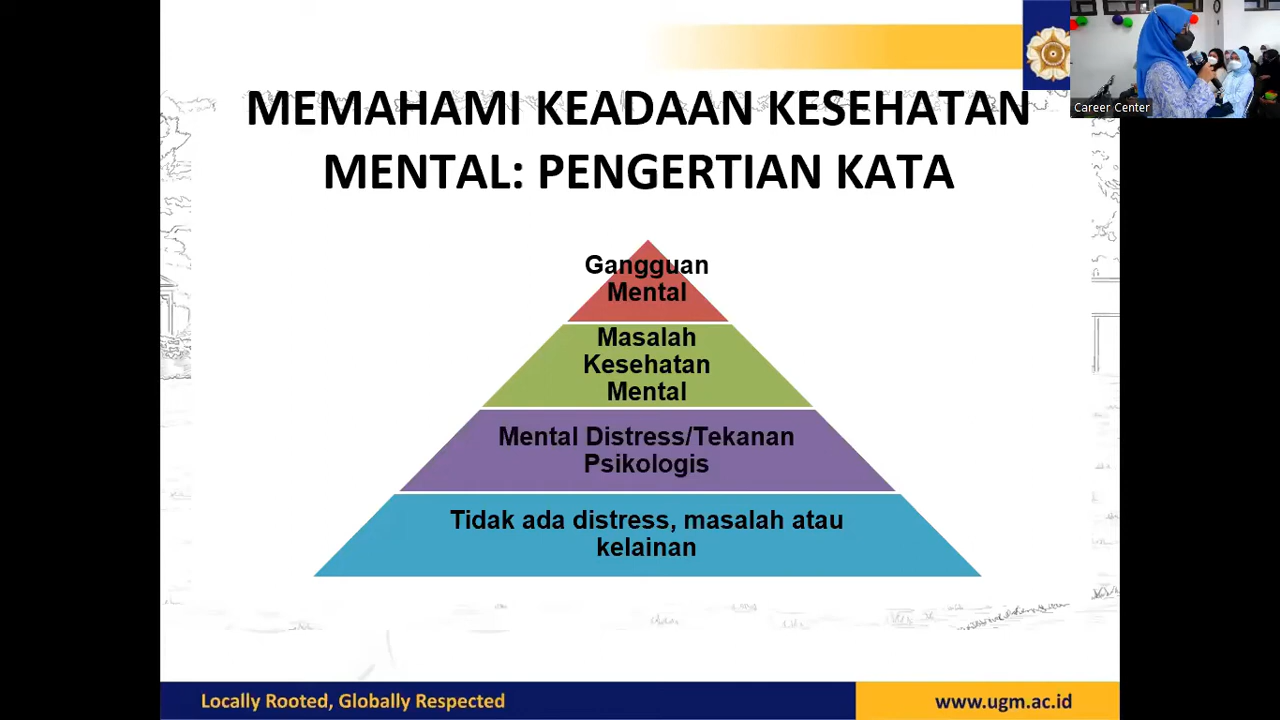 MEMAHAMI KEADAAN KESEHATAN
MENTAL: PENGERTIAN KATA
Career Center
Gangguan
Mental
Masalah
Kesehatan
Mental
Mental Distress/Tekanan
Psikologis
Tidak ada distress, masalah atau
kelainan
Locally Rooted, Globally Respected
www.ugm.ac.id